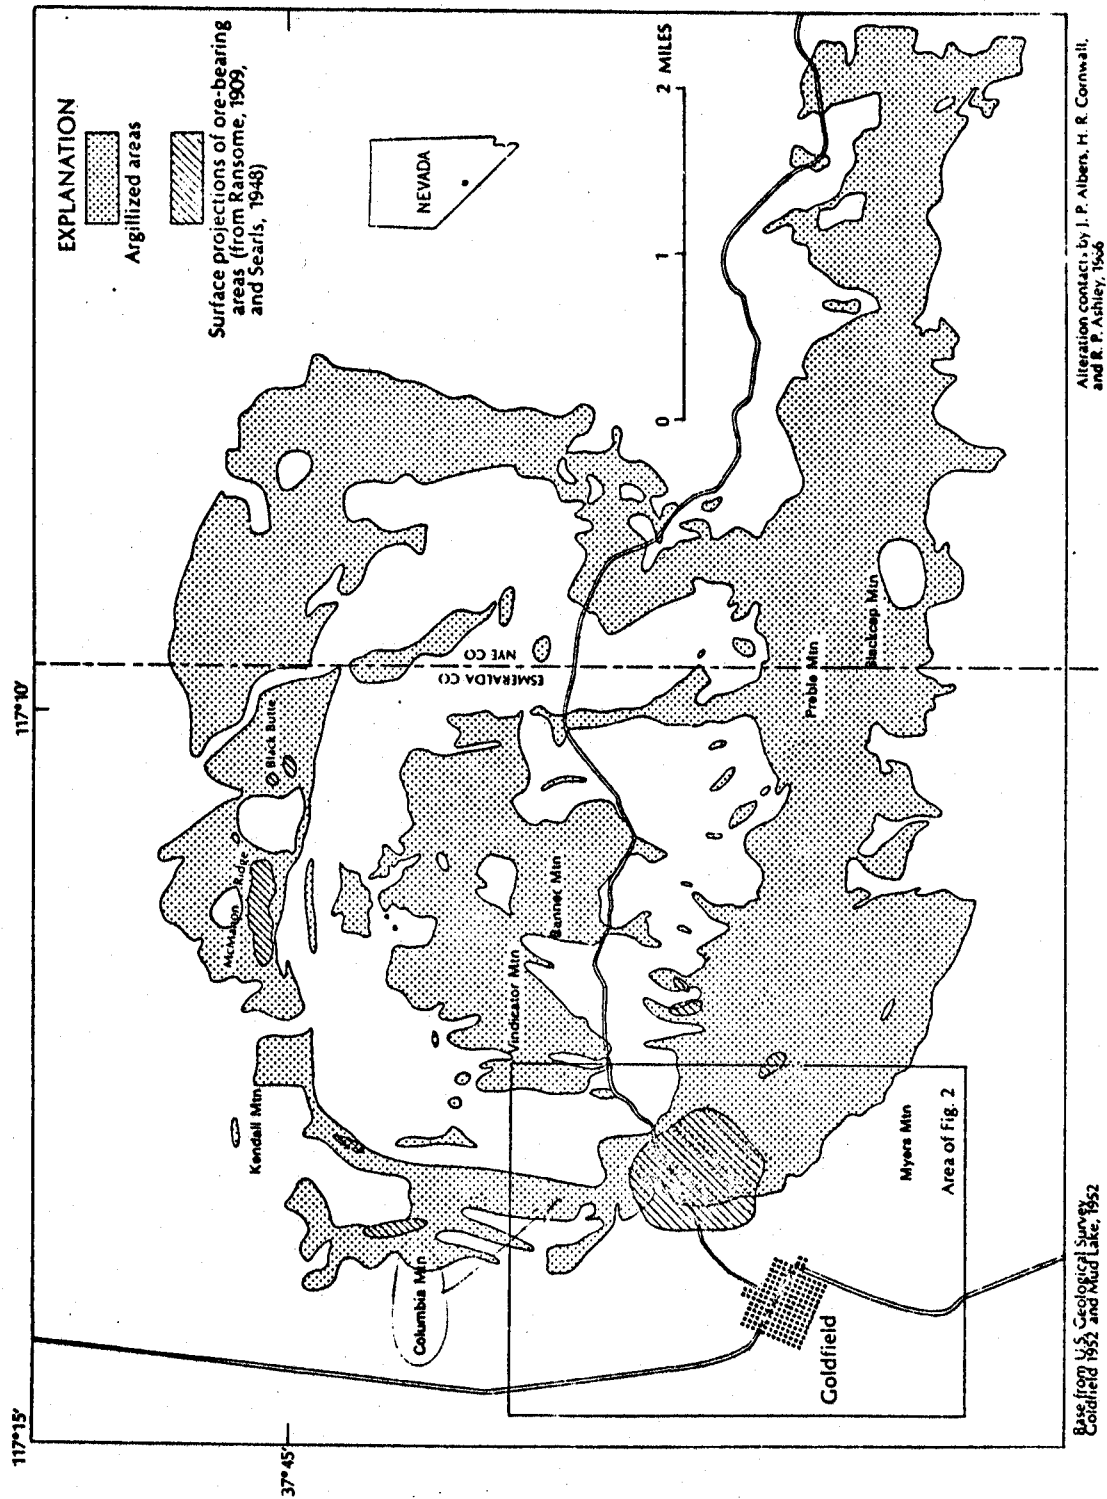 117°15'
117°10'
37°45'
EXPLANATION
Argillized areas
Surface projections of ore-bearing
areas (from Ransome, 1909,
and Searls, 1948)
NEVADA
0
1
2 MILES
McMahon
Ridge
Black Butte
Kendall Mtn
Columbia Mtn
Vindicator Mtn
Banner Mtn
ESMERALDA CO
NYE CO
Preble Mtn
Blackcap Mtn
Myers Mtn
Area of Fig. 2
Goldfield
Base from U.S. Geological Survey
Goldfield 1952 and Mud Lake, 1952
Alteration contacts by J. P. Albers, H. R. Cornwall,
and R. P. Ashley, 1966